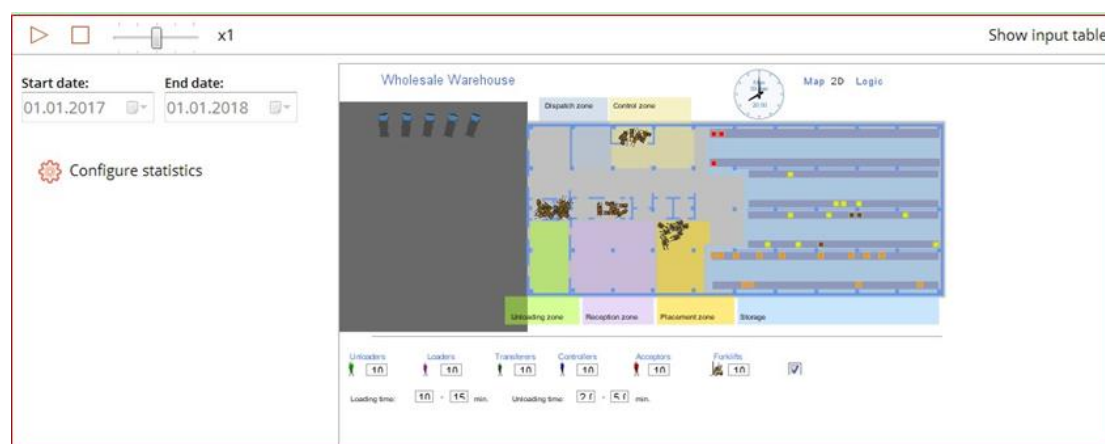 x1
Show input table
Start date: End date:
01.01.2017 01.01.2018
Configure statistics
Wholesale Warehouse
Map 2D Logic
Dispatch zone Control zone
Unloading zone Reception zone Placement zone Storage
Unloaders Loaders Transferers Controllers Acceptors Forklifts
10 10 10 10 10 10
Loading time: 10 - 15 min. Unloading time: min.